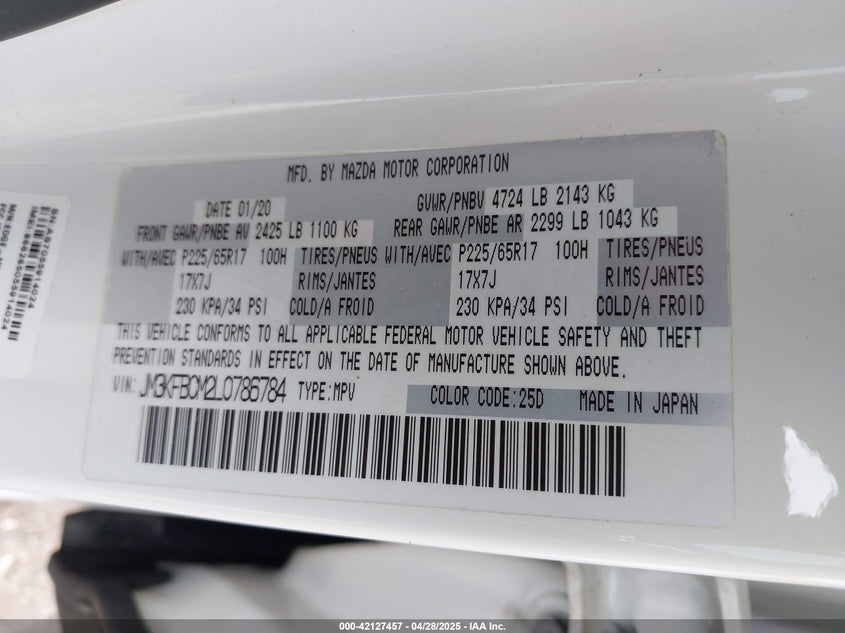 MFD. BY MAZDA MOTOR CORPORATION
DATE 01/20 GVWR/PNBV 4724 LB 2143 KG
FRONT GAWR/PNBE AV 2425 LB 1100 KG REAR GAWR/PNBE AR 2299 LB 1043 KG
WITH/AVEC P225/65R17 100H TIRES/PNEUS WITH/AVEC P225/65R17 100H TIRES/PNEUS
17X7J RIMS/JANTES 17X7J RIMS/JANTES
230 KPA/34 PSI COLD/A FROID 230 KPA/34 PSI COLD/A FROID
THIS VEHICLE CONFORMS TO ALL APPLICABLE FEDERAL MOTOR VEHICLE SAFETY AND THEFT
PREVENTION STANDARDS IN EFFECT ON THE DATE OF MANUFACTURE SHOWN ABOVE.
VIN: JM3KFBCM2L0786784 TYPE:MPV COLOR CODE:25D MADE IN JAPAN
000-42127457 - 04/28/2025 - IAA Inc.